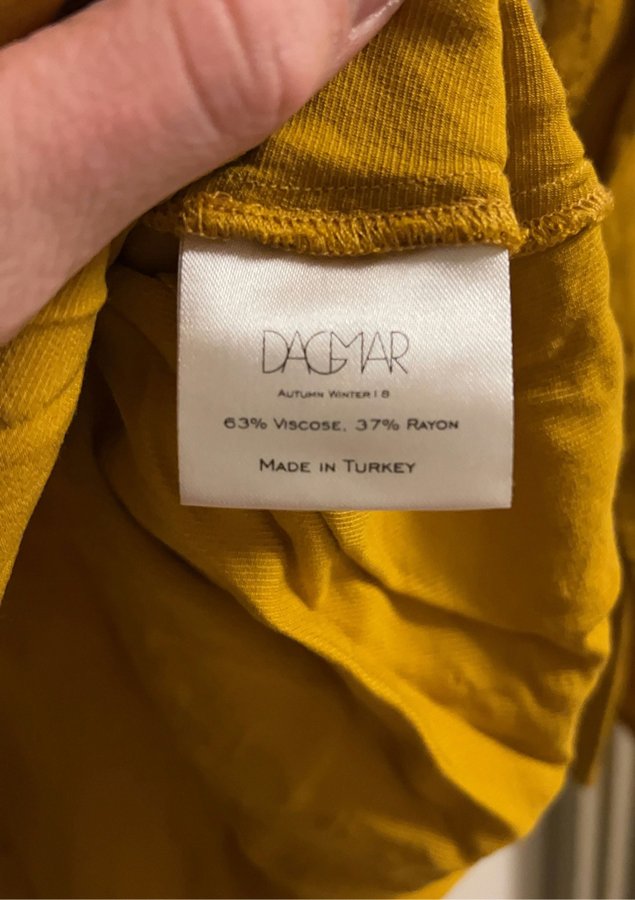 DAGMAR
AUTUMN WINTER 18
63% VISCOSE, 37% RAYON
MADE IN TURKEY